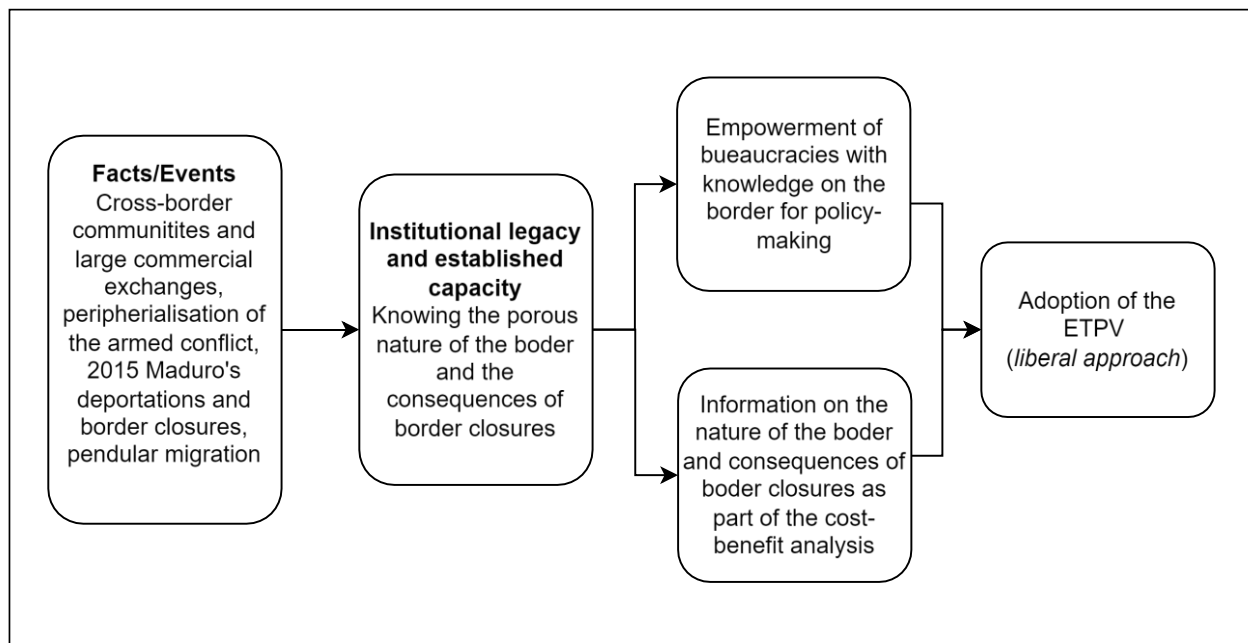 Facts/Events
Cross-border
communitites and
large commercial
exchanges,
peripherialisation of
the armed conflict,
2015 Maduro's
deportations and
border closures,
pendular migration
Institutional legacy
and established
capacity
Knowing the porous
nature of the boder
and the
consequences of
border closures
Empowerment of
bueaucracies with
knowledge on the
border for policy-
making
Information on the
nature of the boder
and consequences of
boder closures as
part of the cost-
benefit analysis
Adoption of the
ETPV
(liberal approach)